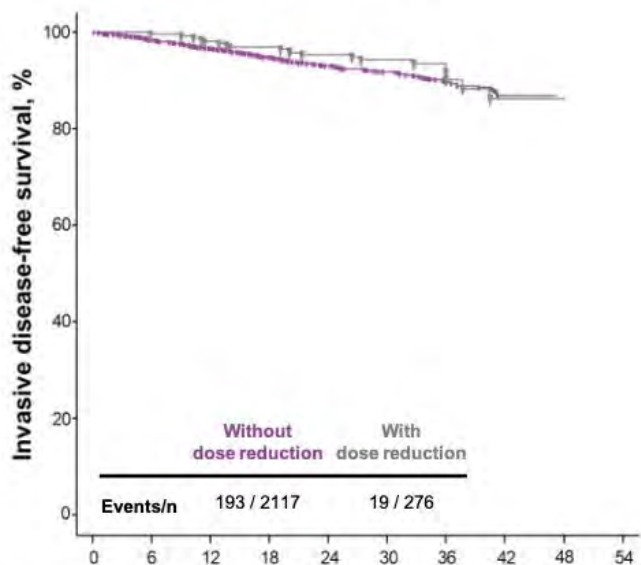 Invasive disease-free survival, %
100
80
60
40
20
0
Without dose reduction
With dose reduction
Events/n 193 / 2117 19 / 276
0 6 12 18 24 30 36 42 48 54